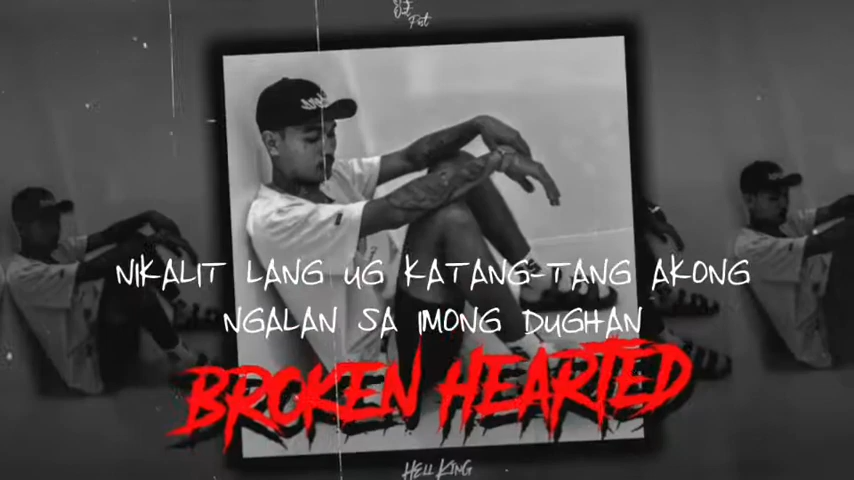 NIKALIT LANG UG KATANG-TANG AKONG
NGALAN SA IMONG DUGHAN
BROKEN HEARTED
HELL KING